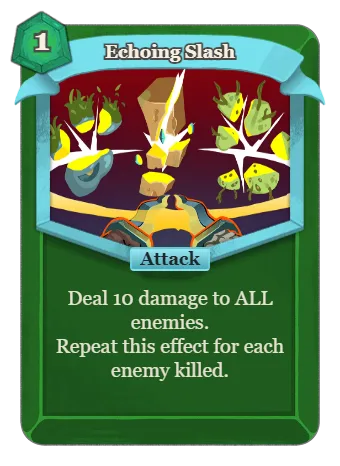 1
Echoing Slash
Attack
Deal 10 damage to ALL
enemies.
Repeat this effect for each
enemy killed.